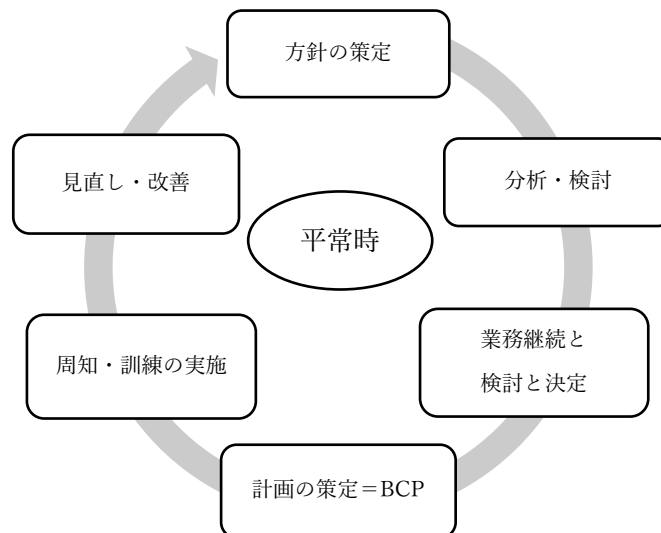 方針の策定
分析・検討
業務継続と
検討と決定
計画の策定＝BCP
周知・訓練の実施
見直し・改善
平常時